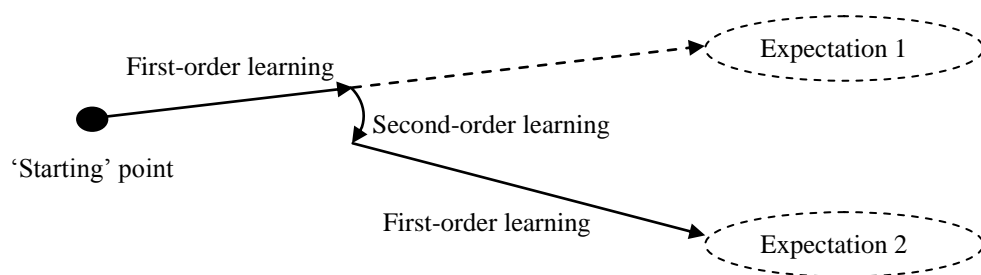 Expectation 1
First-order learning
Second-order learning
‘Starting’ point
First-order learning
Expectation 2